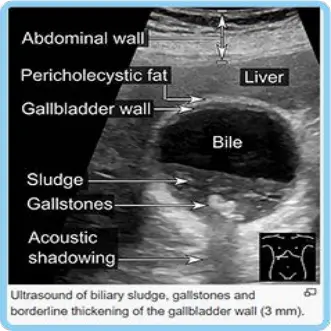 Abdominal wall
Liver
Pericholecystic fat
Gallbladder wall
Bile
Sludge
Gallstones
Acoustic
shadowing
Ultrasound of biliary sludge, gallstones and
borderline thickening of the gallbladder wall (3 mm).